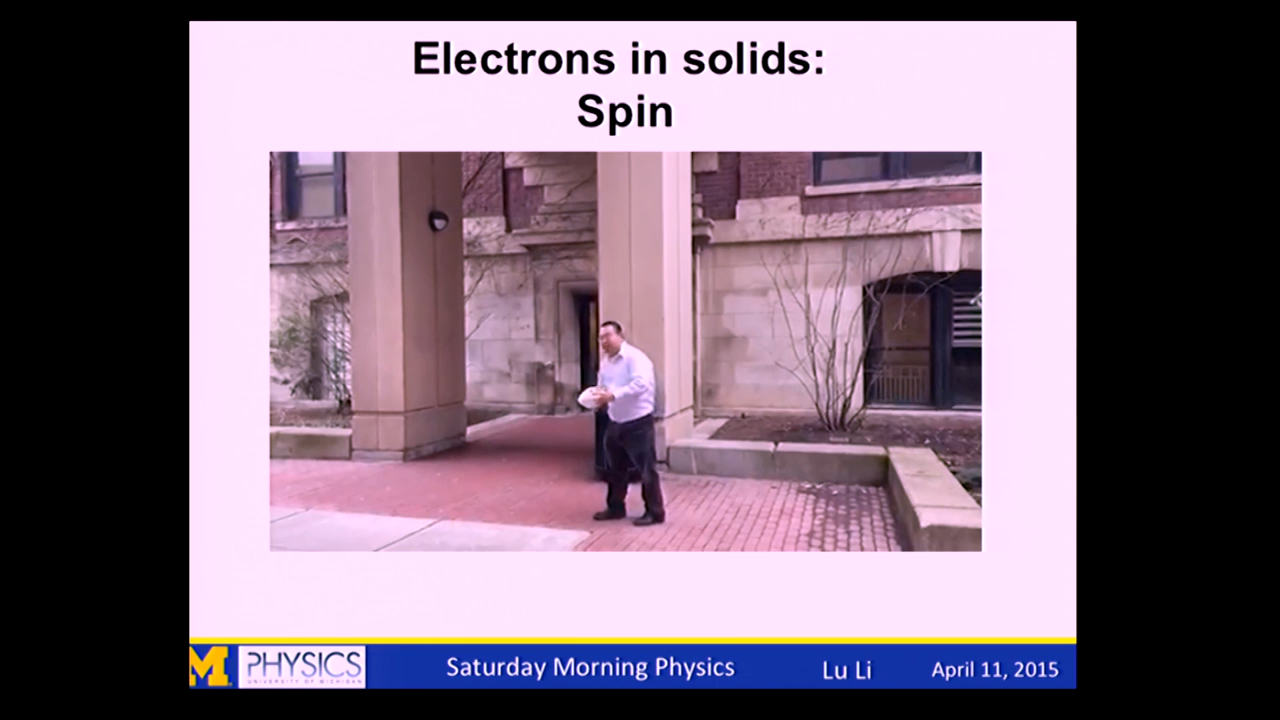 Electrons in solids:
Spin
M
PHYSICS
UNIVERSITY OF MICHIGAN
Saturday Morning Physics
Lu Li
April 11, 2015